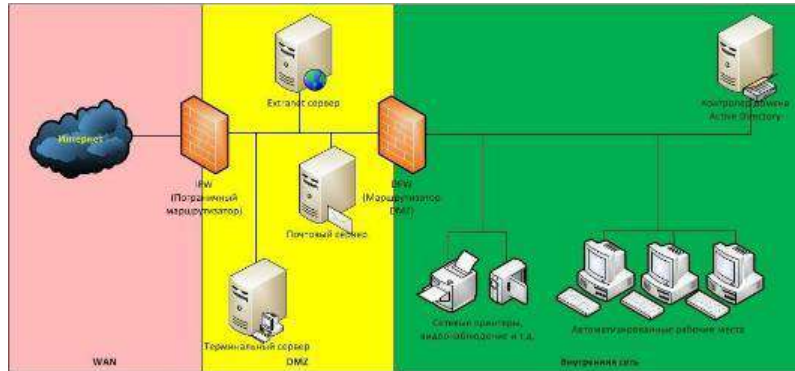 Extranet сервер
Контролер домена
Active Directory
Интернет
IFW
(Пограничный
маршрутизатор)
DFW
(Маршрутизатор
DMZ)
Почтовый сервер
Терминальный сервер
Сетевые принтеры,
видеонаблюдение и т.д.
Автоматизированные рабочие места
WAN
DMZ
Внутренняя сеть